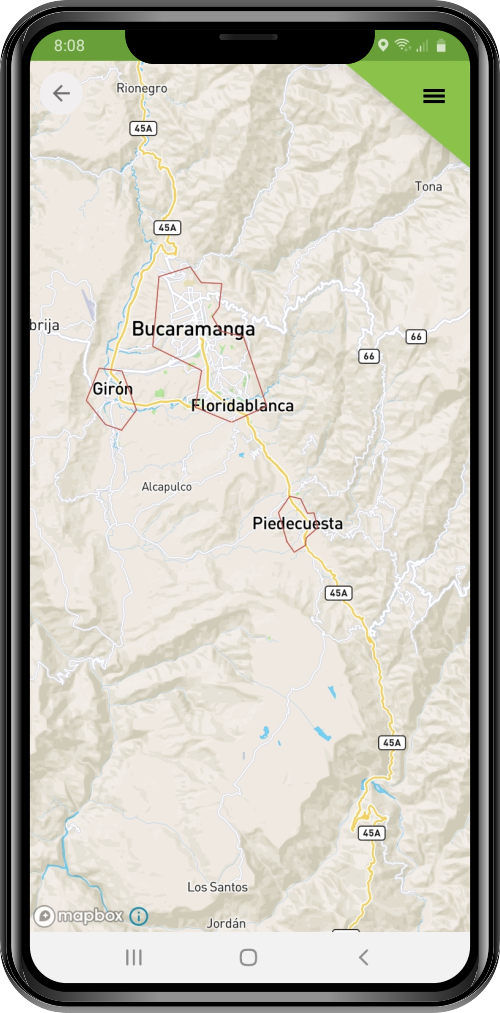 8:08
Rionegro
45A
Tona
45A
brija
Bucaramanga
66
66
Girón
Floridablanca
Alcapulco
Piedecuesta
45A
45A
45A
Los Santos
mapbox
Jordán